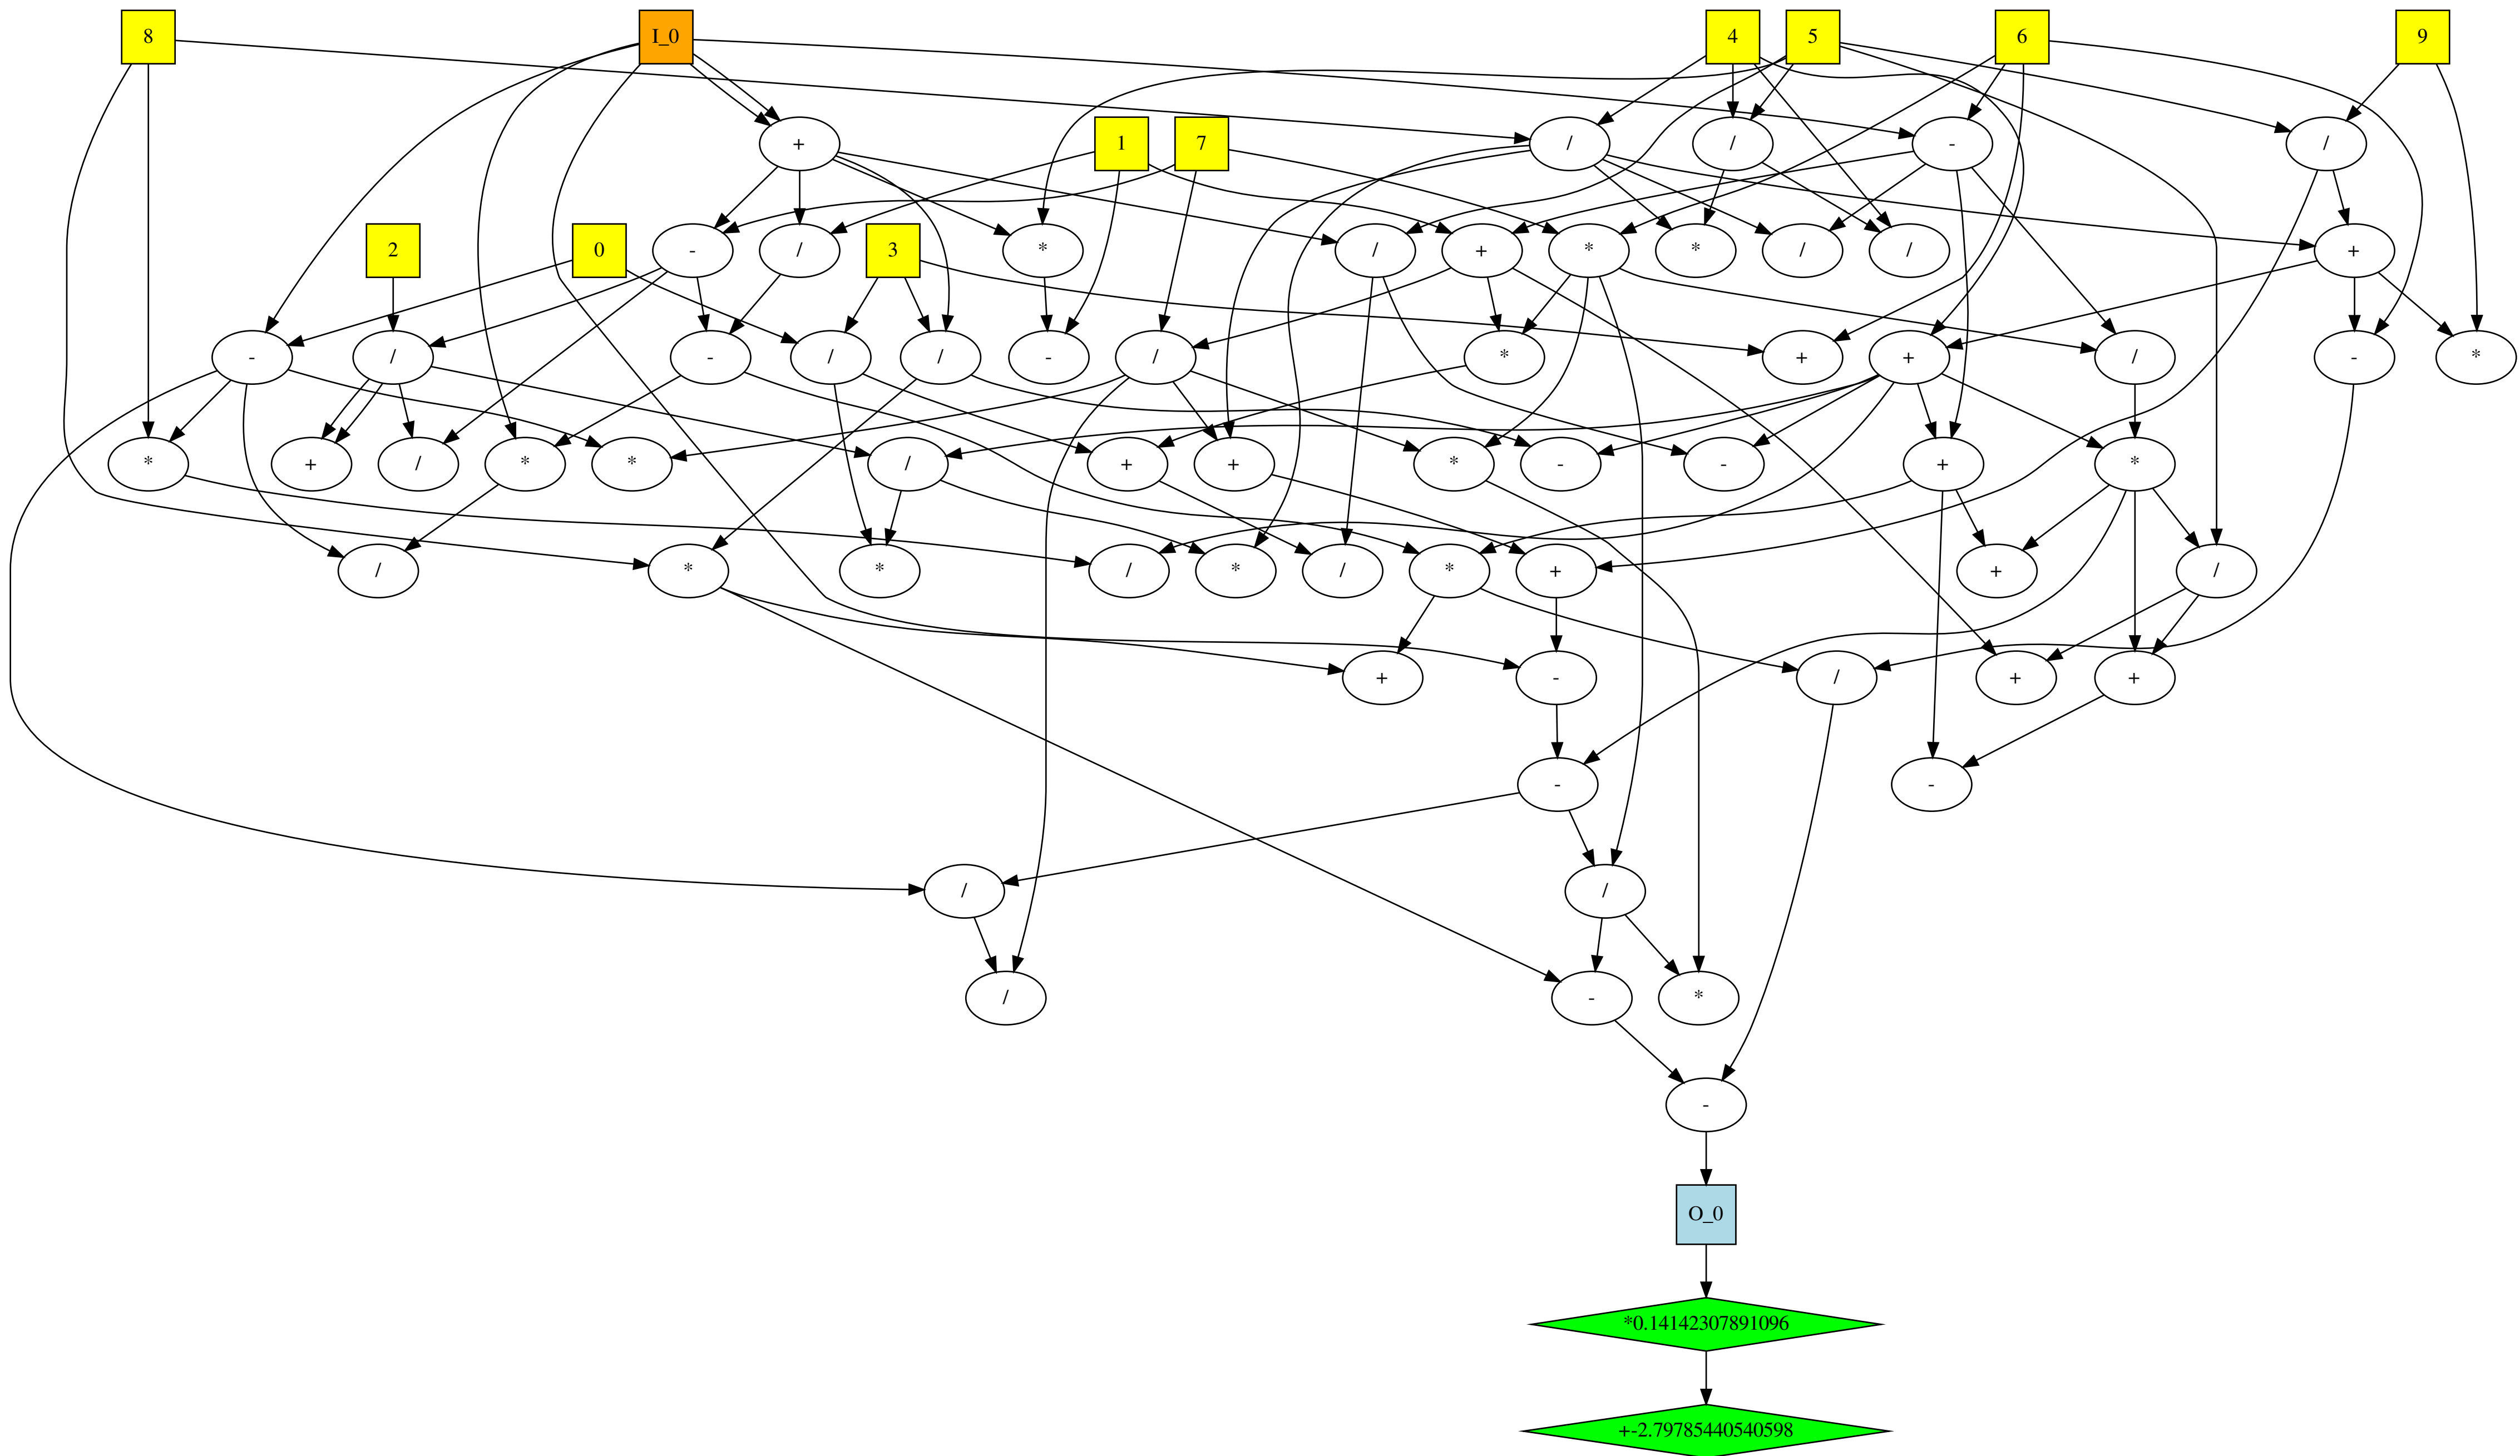 8 I_0 4 5 6 9
+ 1 7 / / - /
2 - 0 / 3 * / + * * / / +
- / - / / - / * + + / - *
* + / * * / + + * - - + *
/ * * / * / * + + /
+ - / + +
- -
/ /
/ - *
-
O_0
*0.14142307891096
+-2.79785440540598